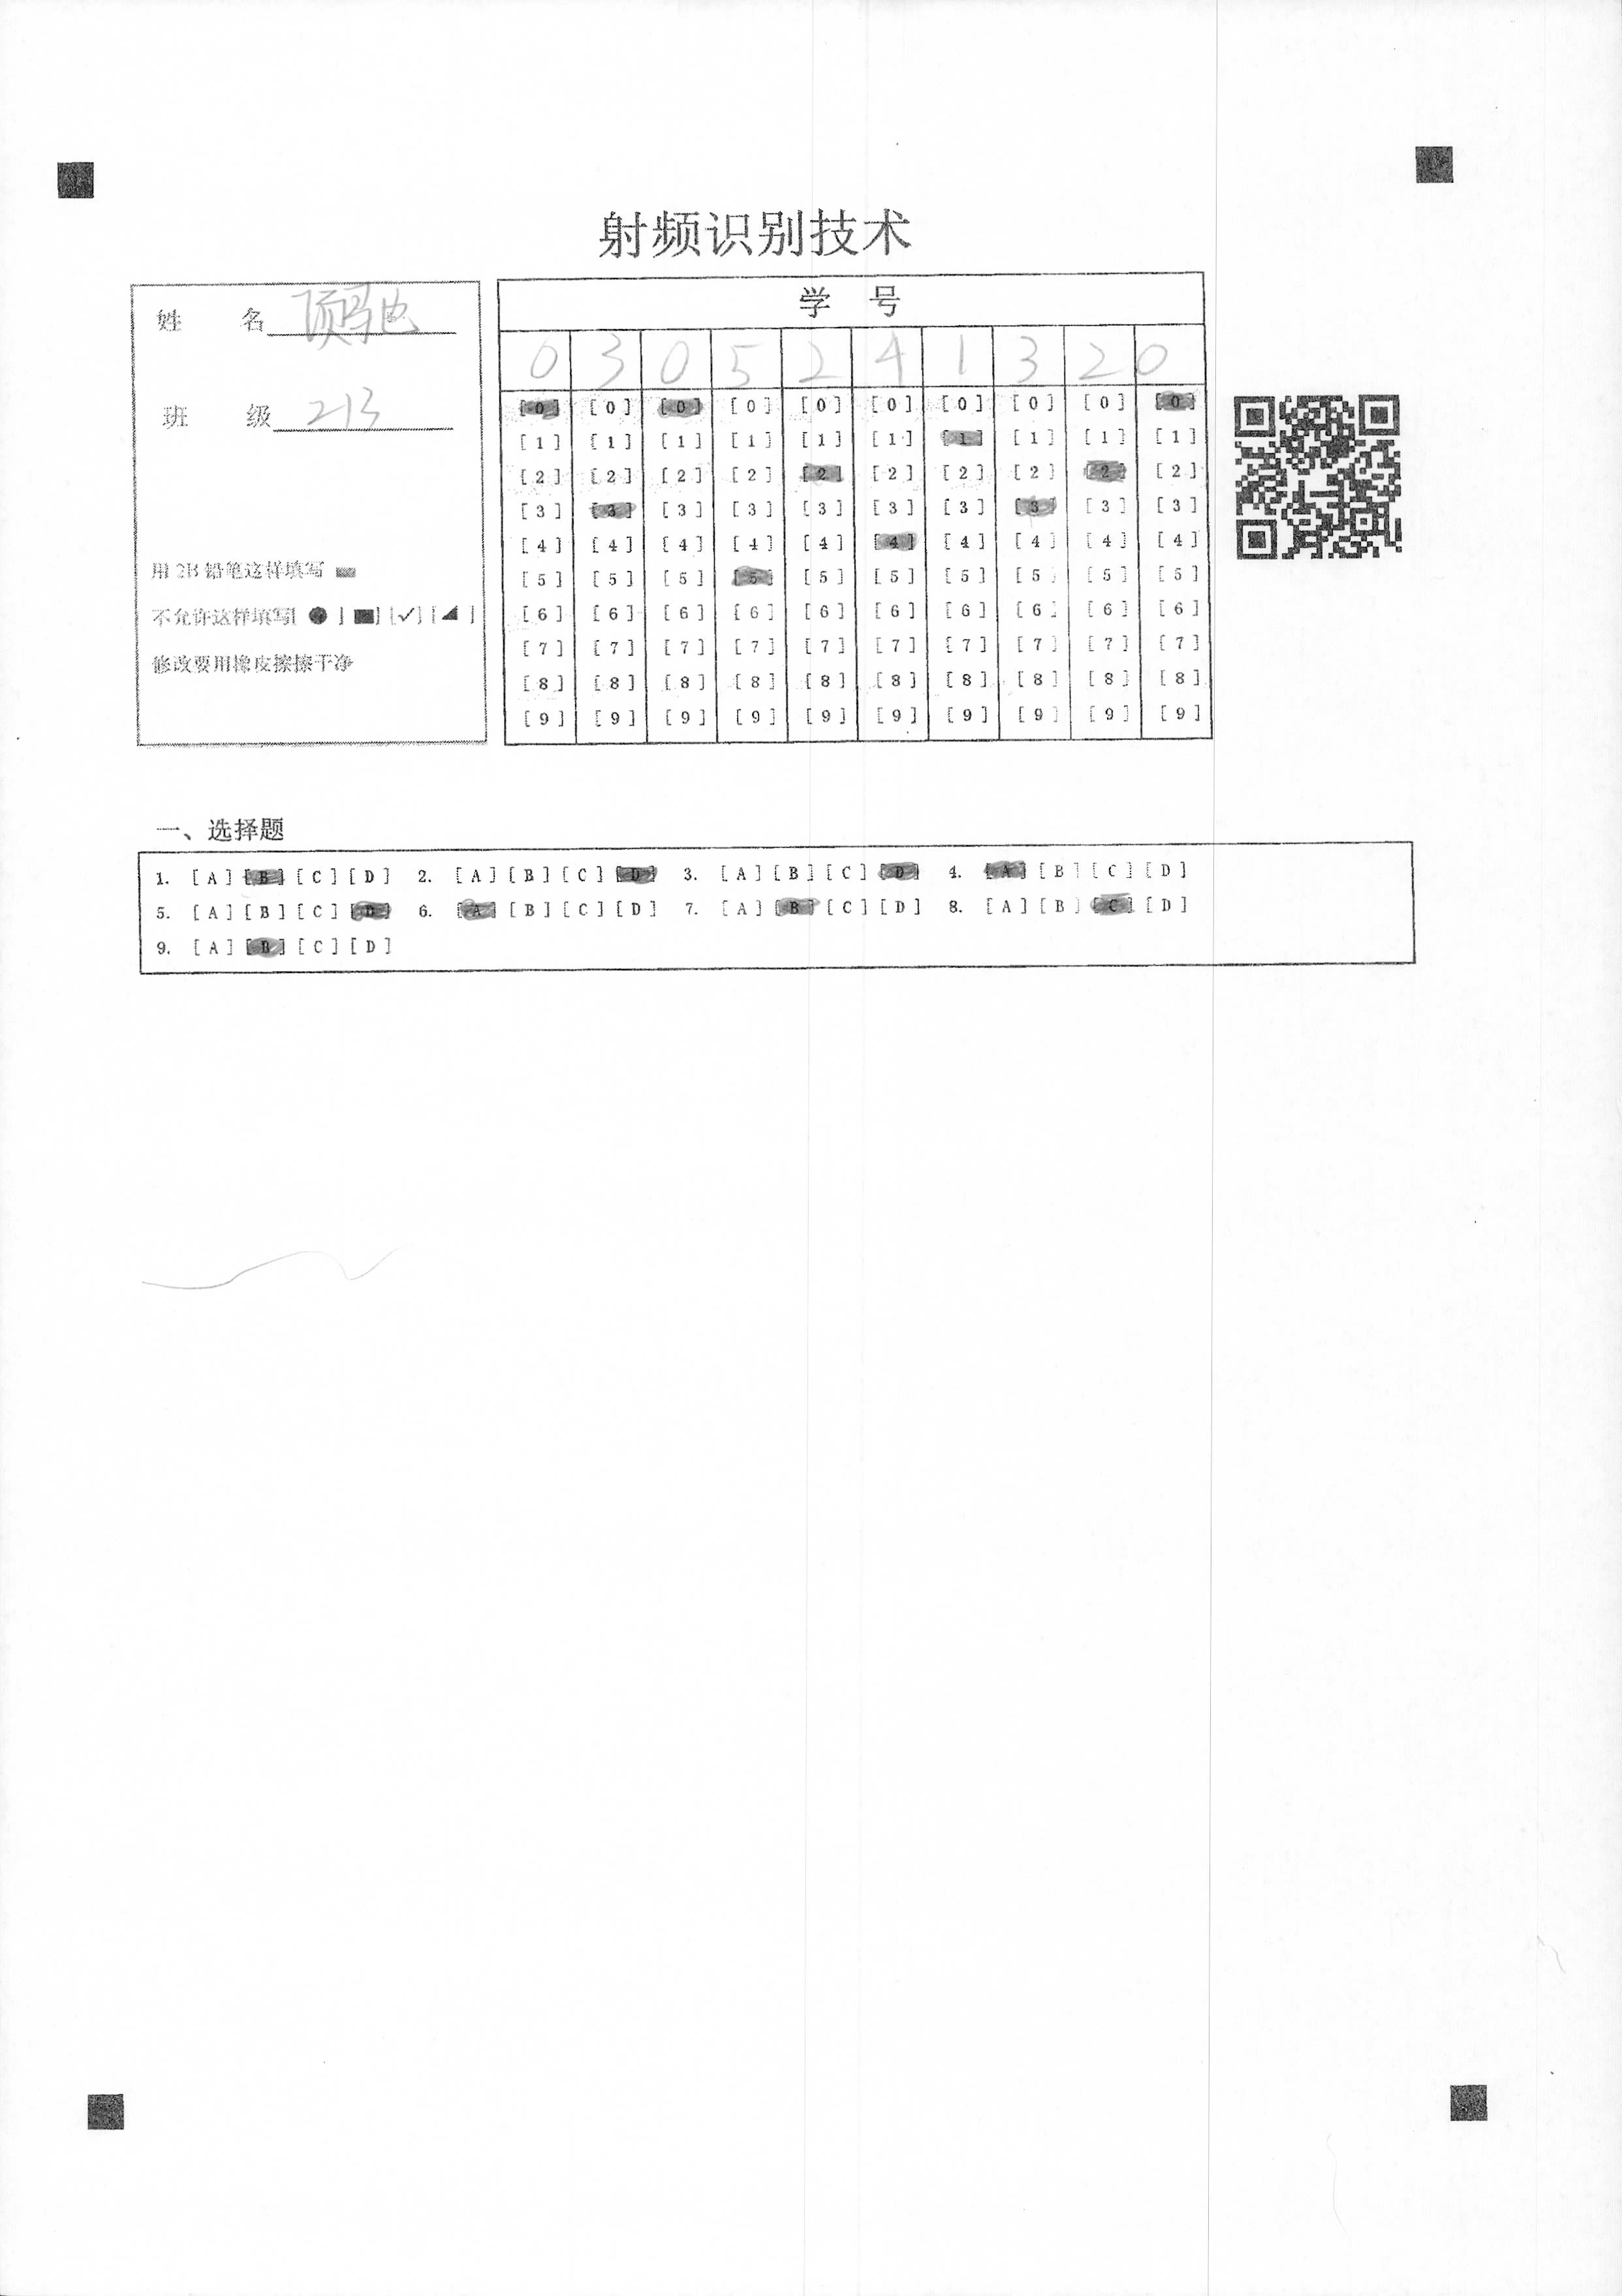 射频识别技术
姓 名
班 级 213
用 2B 铅笔这样填写
不允许这样填写[ ● ] [■] [✓] [◢ ]
修改要用橡皮擦擦干净
学 号
0 3 0 5 2 4 1 3 2 0
[0] [0] [0] [0] [0] [0] [0] [0] [0] [0]
[1] [1] [1] [1] [1] [1] [1] [1] [1] [1]
[2] [2] [2] [2] [2] [2] [2] [2] [2] [2]
[3] [3] [3] [3] [3] [3] [3] [3] [3] [3]
[4] [4] [4] [4] [4] [4] [4] [4] [4] [4]
[5] [5] [5] [5] [5] [5] [5] [5] [5] [5]
[6] [6] [6] [6] [6] [6] [6] [6] [6] [6]
[7] [7] [7] [7] [7] [7] [7] [7] [7] [7]
[8] [8] [8] [8] [8] [8] [8] [8] [8] [8]
[9] [9] [9] [9] [9] [9] [9] [9] [9] [9]
一、选择题
1. [A] [B] [C] [D] 2. [A] [B] [C] [D] 3. [A] [B] [C] [D] 4. [A] [B] [C] [D]
5. [A] [B] [C] [D] 6. [A] [B] [C] [D] 7. [A] [B] [C] [D] 8. [A] [B] [C] [D]
9. [A] [B] [C] [D]